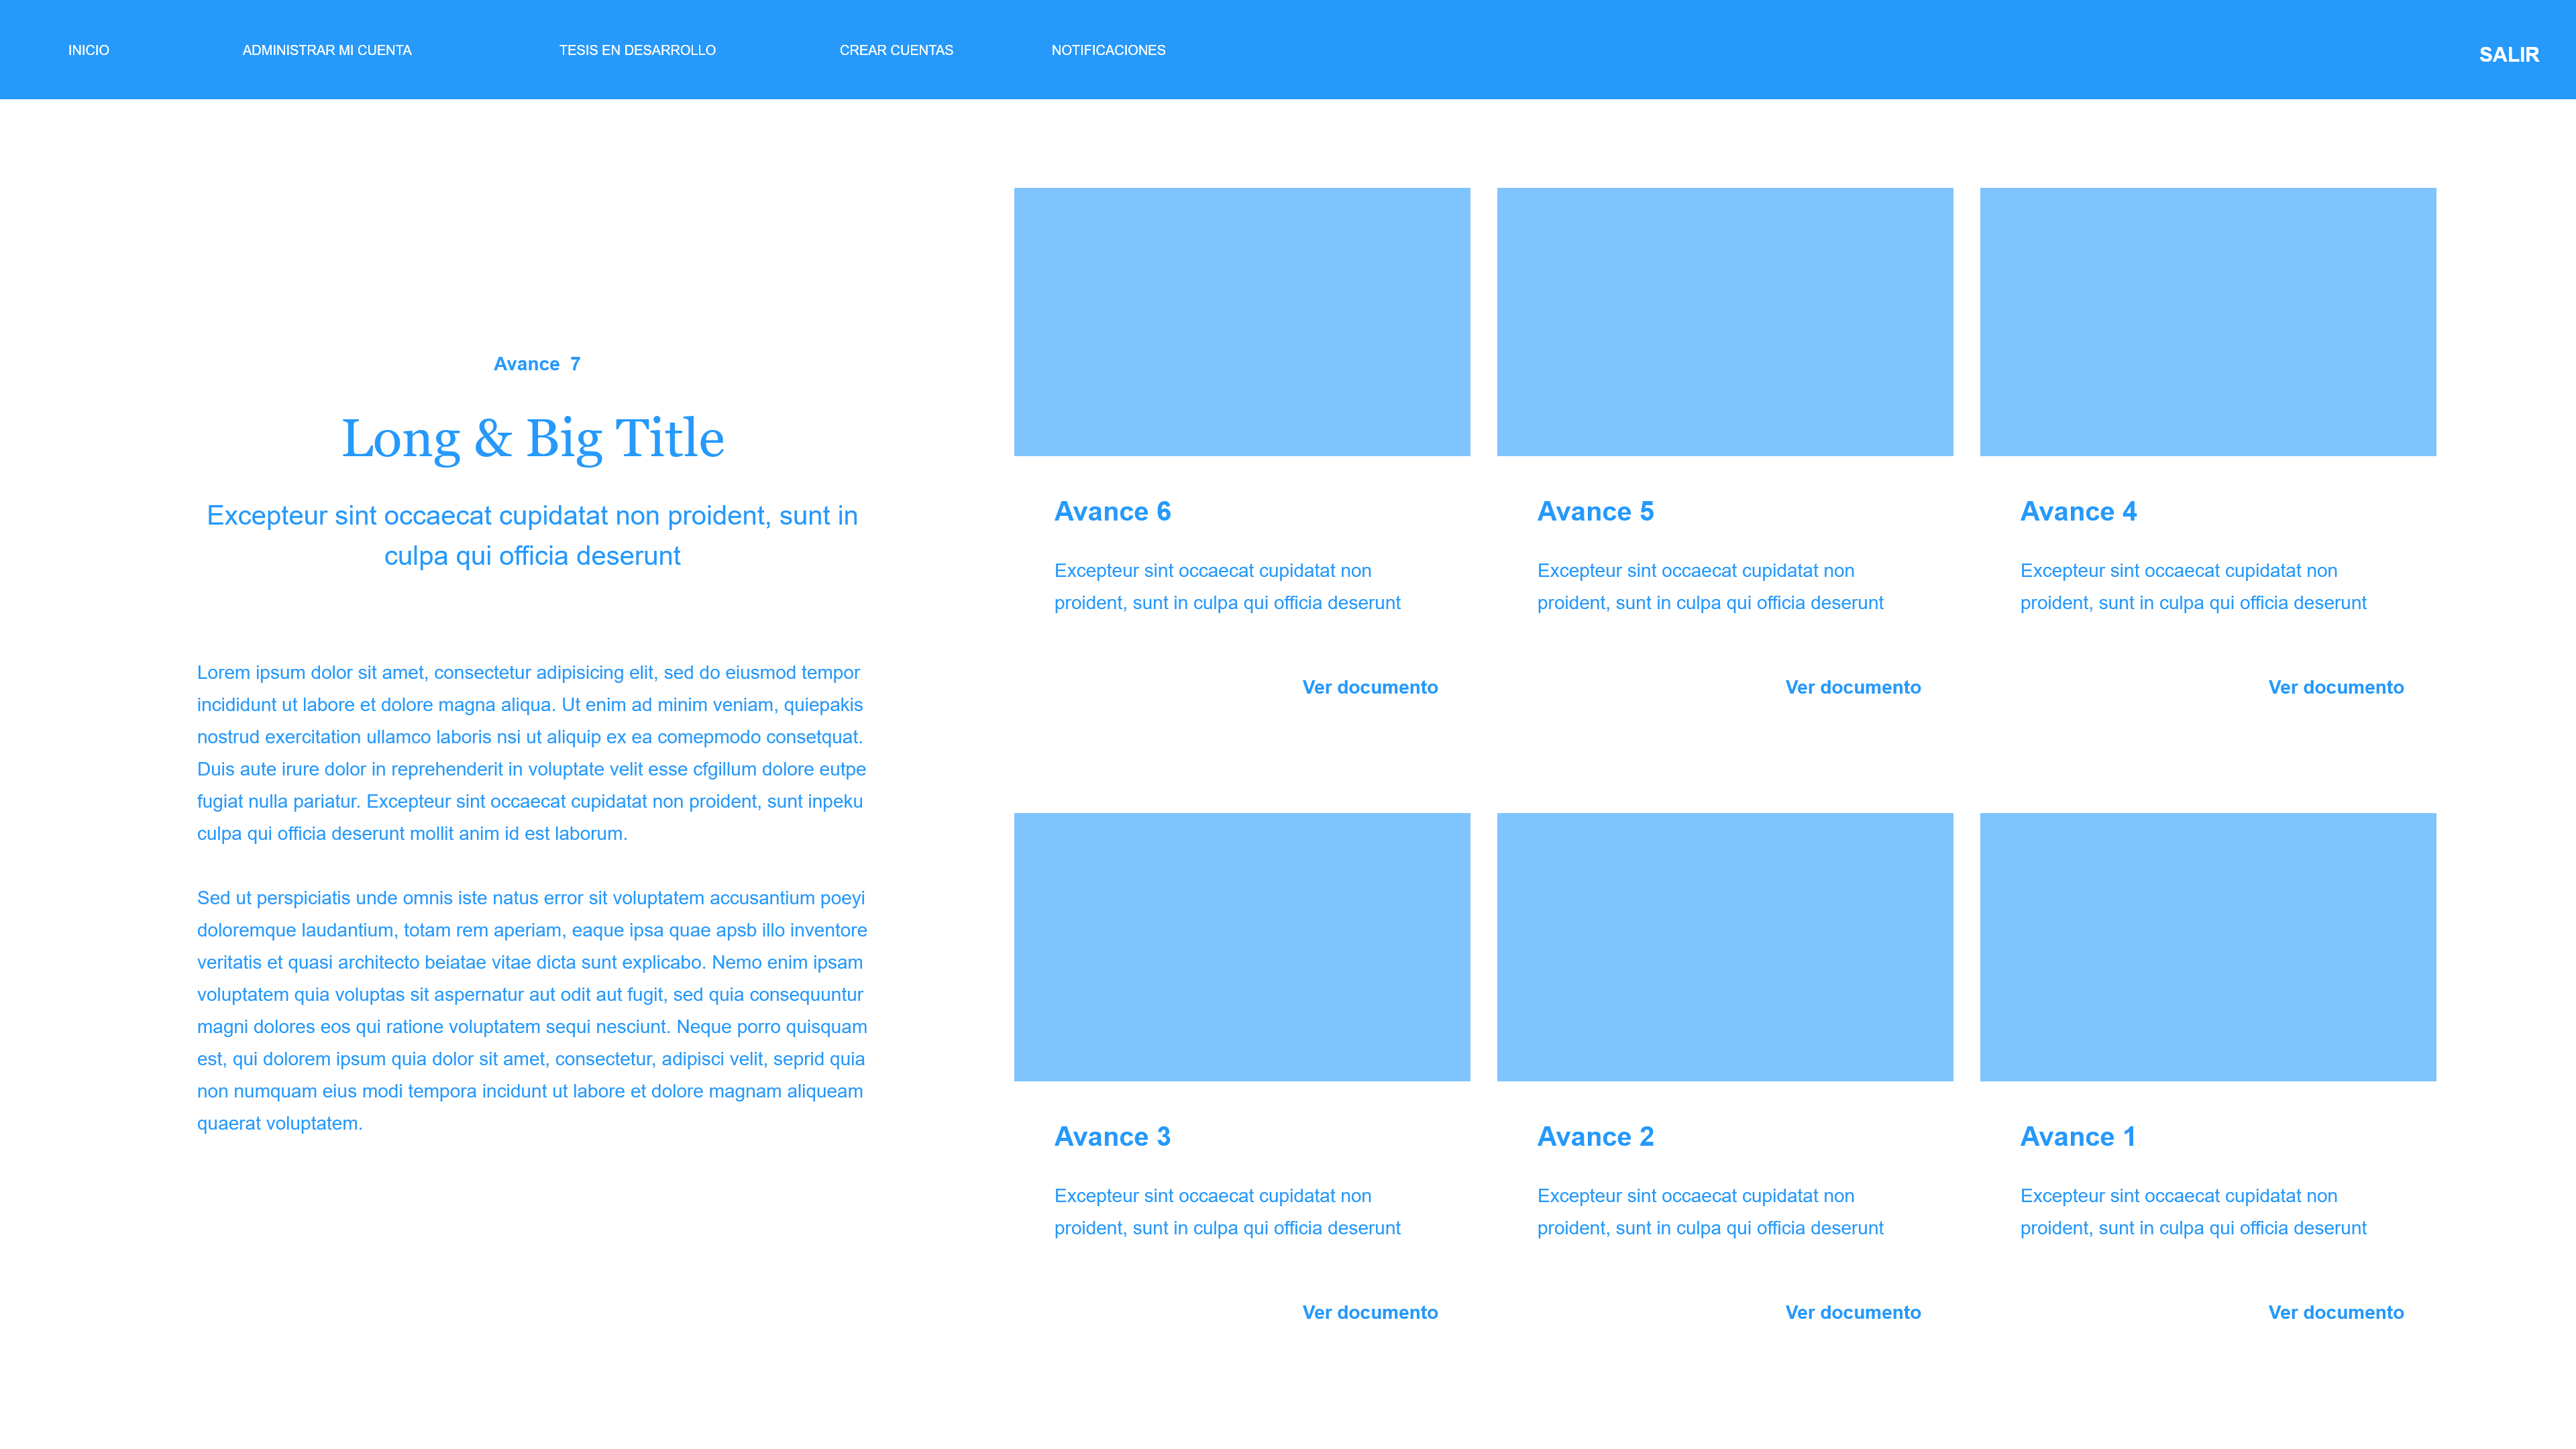 INICIO
ADMINISTRAR MI CUENTA
TESIS EN DESARROLLO
CREAR CUENTAS
NOTIFICACIONES
SALIR
Avance  7
Long & Big Title
Excepteur sint occaecat cupidatat non proident, sunt in
culpa qui officia deserunt
Lorem ipsum dolor sit amet, consectetur adipisicing elit, sed do eiusmod tempor
incididunt ut labore et dolore magna aliqua. Ut enim ad minim veniam, quiepakis
nostrud exercitation ullamco laboris nsi ut aliquip ex ea comepmodo consetquat.
Duis aute irure dolor in reprehenderit in voluptate velit esse cfgillum dolore eutpe
fugiat nulla pariatur. Excepteur sint occaecat cupidatat non proident, sunt inpeku
culpa qui officia deserunt mollit anim id est laborum.
Sed ut perspiciatis unde omnis iste natus error sit voluptatem accusantium poeyi
doloremque laudantium, totam rem aperiam, eaque ipsa quae apsb illo inventore
veritatis et quasi architecto beiatae vitae dicta sunt explicabo. Nemo enim ipsam
voluptatem quia voluptas sit aspernatur aut odit aut fugit, sed quia consequuntur
magni dolores eos qui ratione voluptatem sequi nesciunt. Neque porro quisquam
est, qui dolorem ipsum quia dolor sit amet, consectetur, adipisci velit, seprid quia
non numquam eius modi tempora incidunt ut labore et dolore magnam aliqueam
quaerat voluptatem.
Avance 6
Excepteur sint occaecat cupidatat non
proident, sunt in culpa qui officia deserunt
Ver documento
Avance 5
Excepteur sint occaecat cupidatat non
proident, sunt in culpa qui officia deserunt
Ver documento
Avance 4
Excepteur sint occaecat cupidatat non
proident, sunt in culpa qui officia deserunt
Ver documento
Avance 3
Excepteur sint occaecat cupidatat non
proident, sunt in culpa qui officia deserunt
Ver documento
Avance 2
Excepteur sint occaecat cupidatat non
proident, sunt in culpa qui officia deserunt
Ver documento
Avance 1
Excepteur sint occaecat cupidatat non
proident, sunt in culpa qui officia deserunt
Ver documento